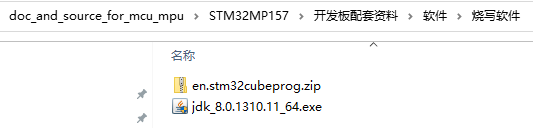 doc_and_source_for_mcu_mpu > STM32MP157 > 开发板配套资料 > 软件 > 烧写软件
名称
en.stm32cubeprog.zip
jdk_8.0.1310.11_64.exe